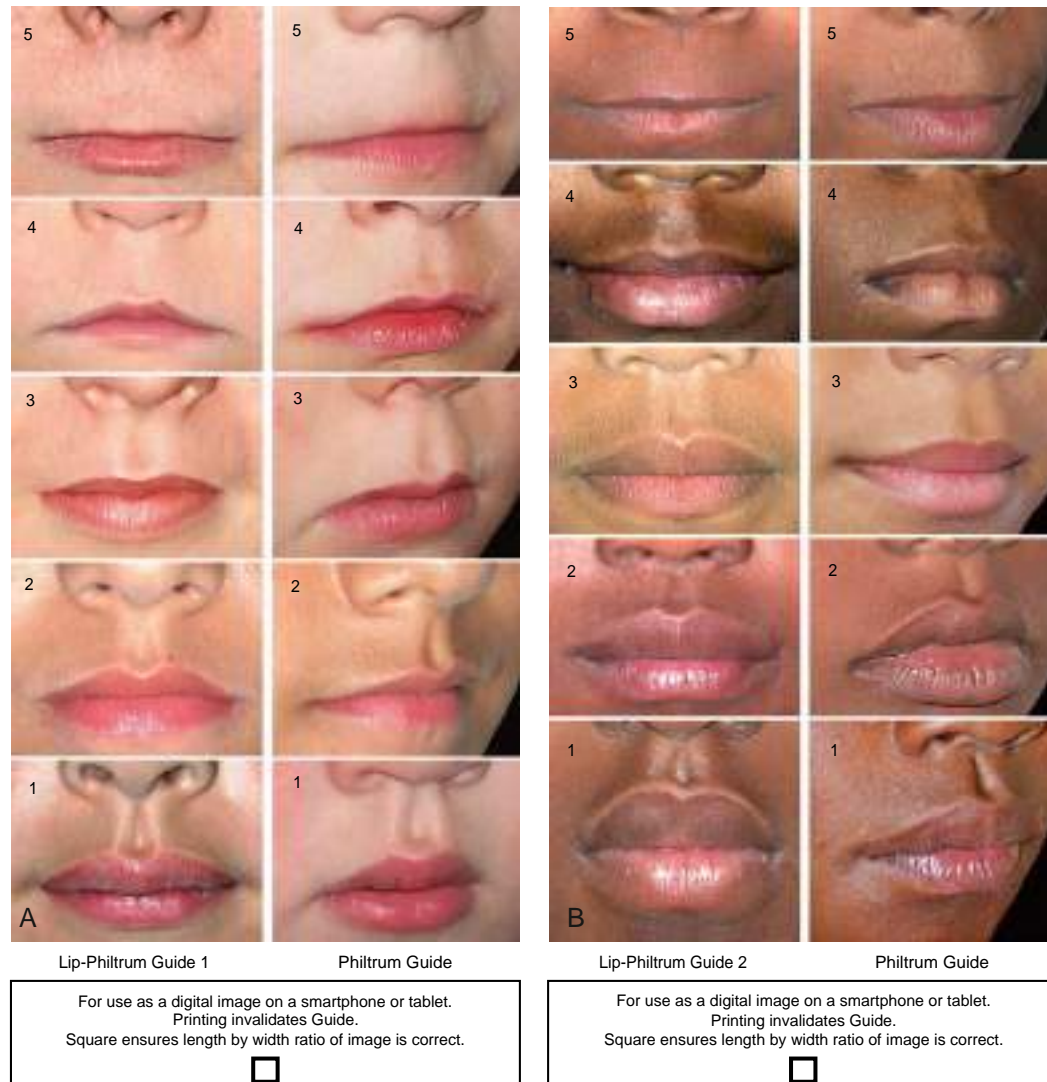 5
5
4
4
3
3
2
2
1
1
A
Lip-Philtrum Guide 1
Philtrum Guide
For use as a digital image on a smartphone or tablet.
Printing invalidates Guide.
Square ensures length by width ratio of image is correct.
5
5
4
4
3
3
2
2
1
1
B
Lip-Philtrum Guide 2
Philtrum Guide
For use as a digital image on a smartphone or tablet.
Printing invalidates Guide.
Square ensures length by width ratio of image is correct.